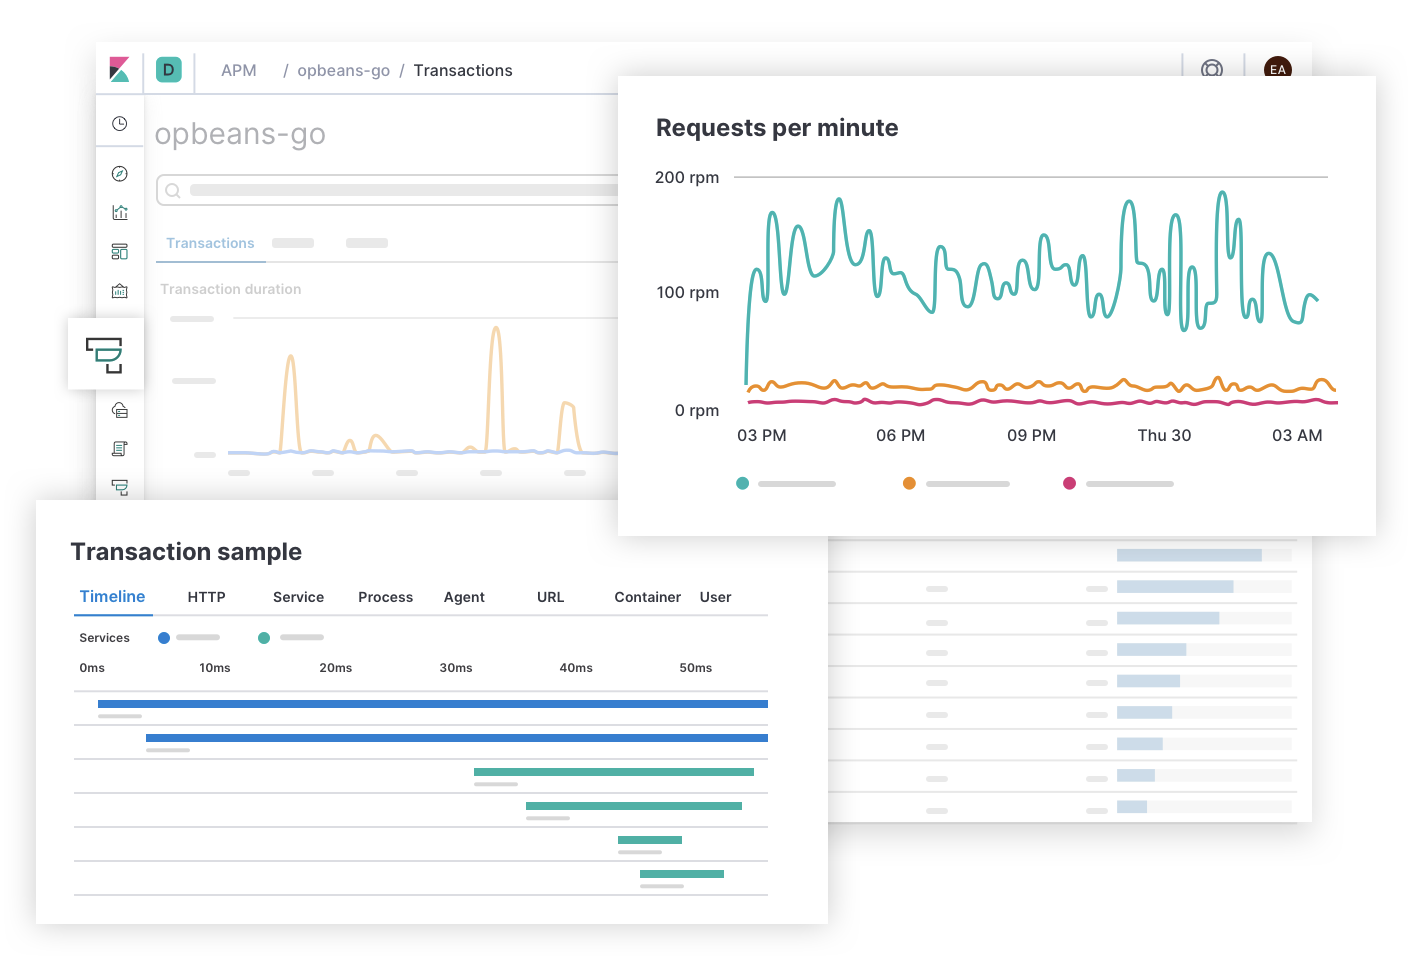 D
APM / opbeans-go / Transactions
EA
opbeans-go
Transactions
Transaction duration
Requests per minute
200 rpm
100 rpm
0 rpm
03 PM 06 PM 09 PM Thu 30 03 AM
Transaction sample
Timeline HTTP Service Process Agent URL Container User
Services
0ms 10ms 20ms 30ms 40ms 50ms